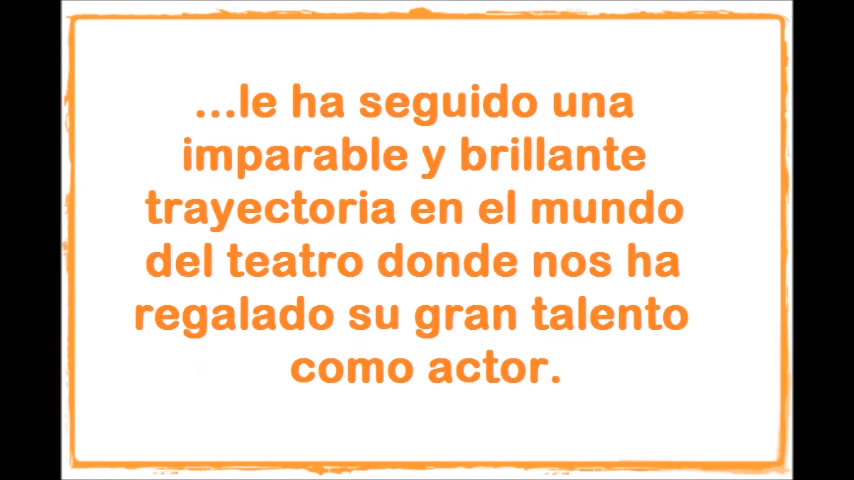 ...le ha seguido una
imparable y brillante
trayectoria en el mundo
del teatro donde nos ha
regalado su gran talento
como actor.